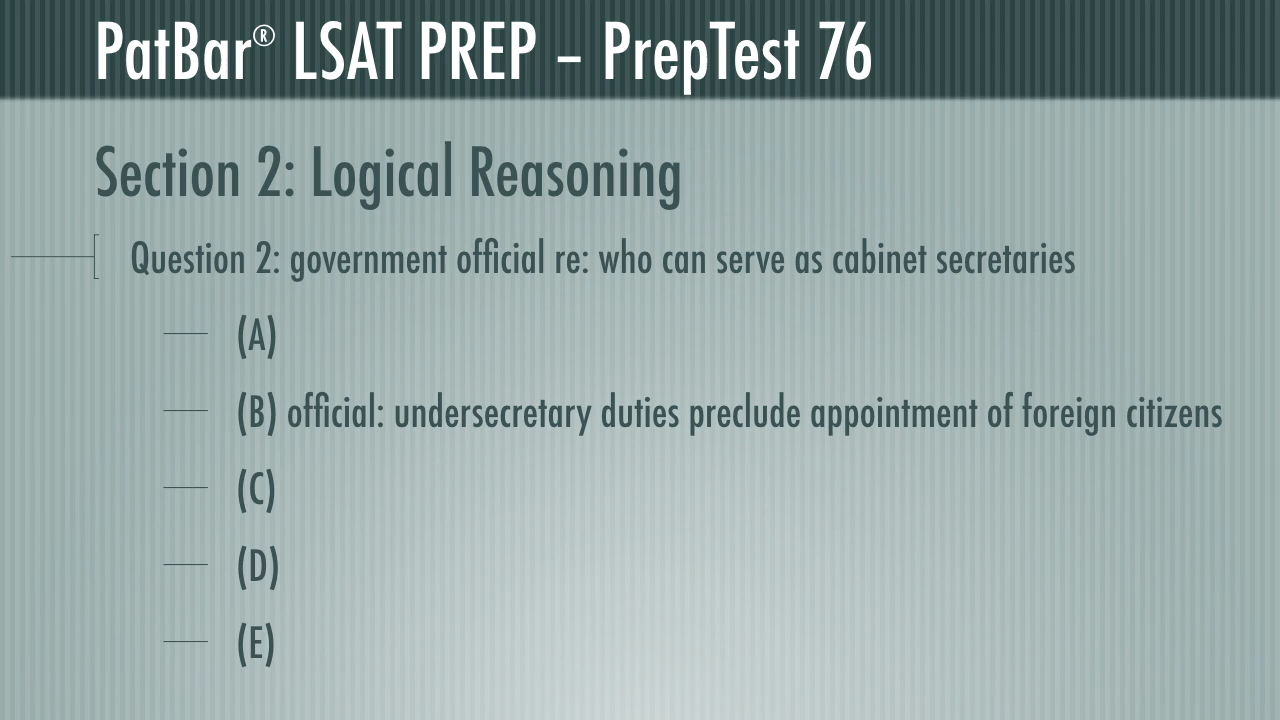 PatBar® LSAT PREP – PrepTest 76
Section 2: Logical Reasoning
Question 2: government official re: who can serve as cabinet secretaries
(A)
(B) official: undersecretary duties preclude appointment of foreign citizens
(C)
(D)
(E)